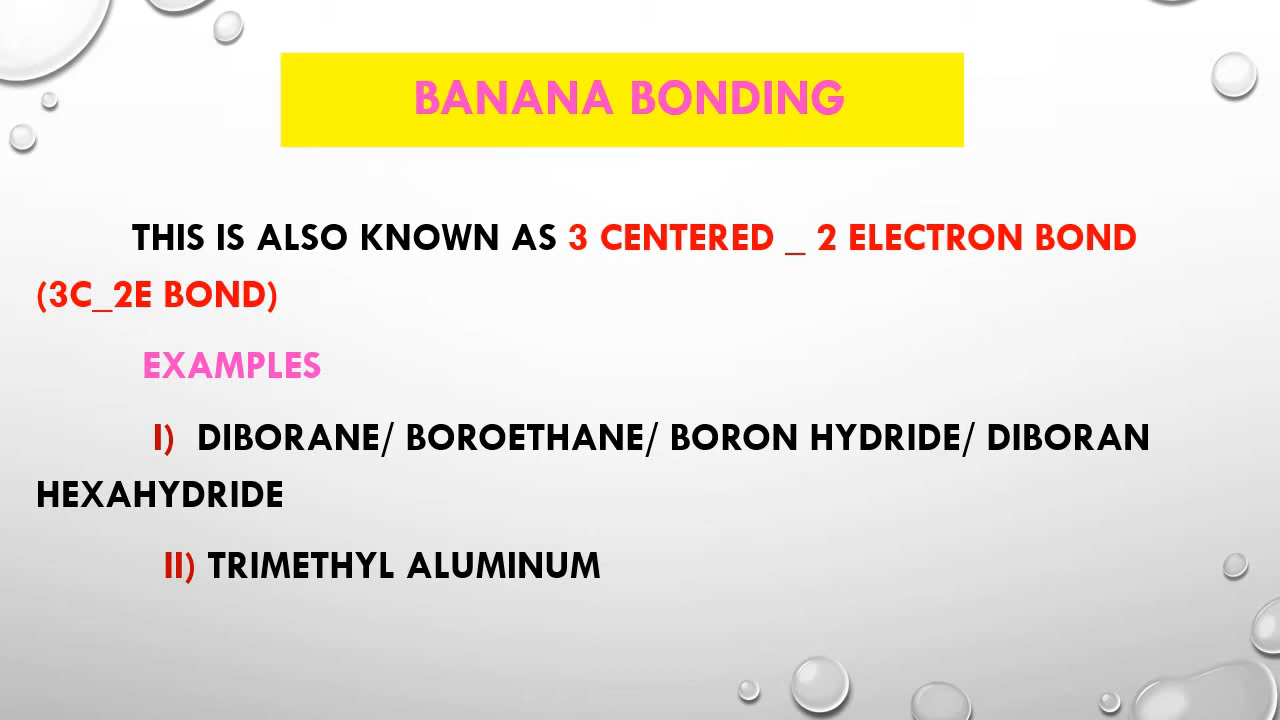 BANANA BONDING
THIS IS ALSO KNOWN AS 3 CENTERED _ 2 ELECTRON BOND
(3C_2E BOND)
EXAMPLES
I) DIBORANE/ BOROETHANE/ BORON HYDRIDE/ DIBORAN
HEXAHYDRIDE
II) TRIMETHYL ALUMINUM